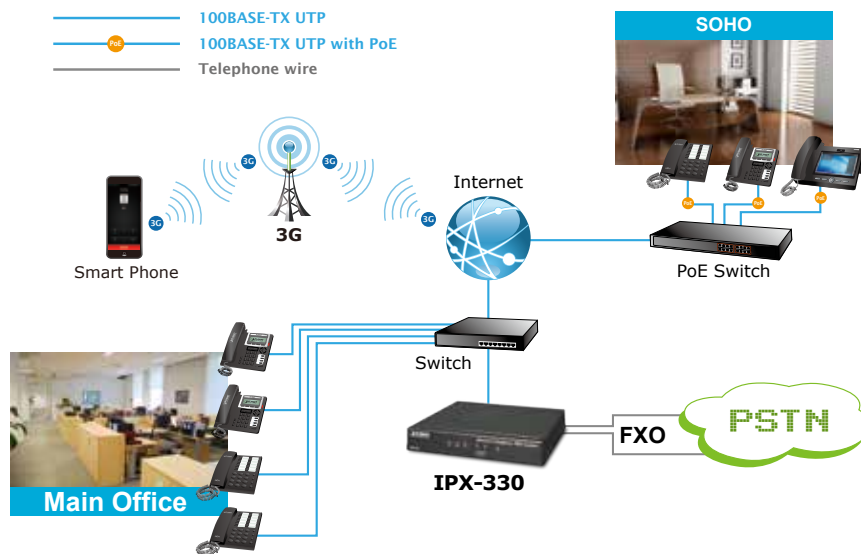 100BASE-TX UTP
PoE
100BASE-TX UTP with PoE
Telephone wire
SOHO
3G
3G
3G
3G
3G
Smart Phone
Internet
PoE
PoE
PoE
PoE Switch
Switch
Main Office
IPX-330
FXO
PSTN